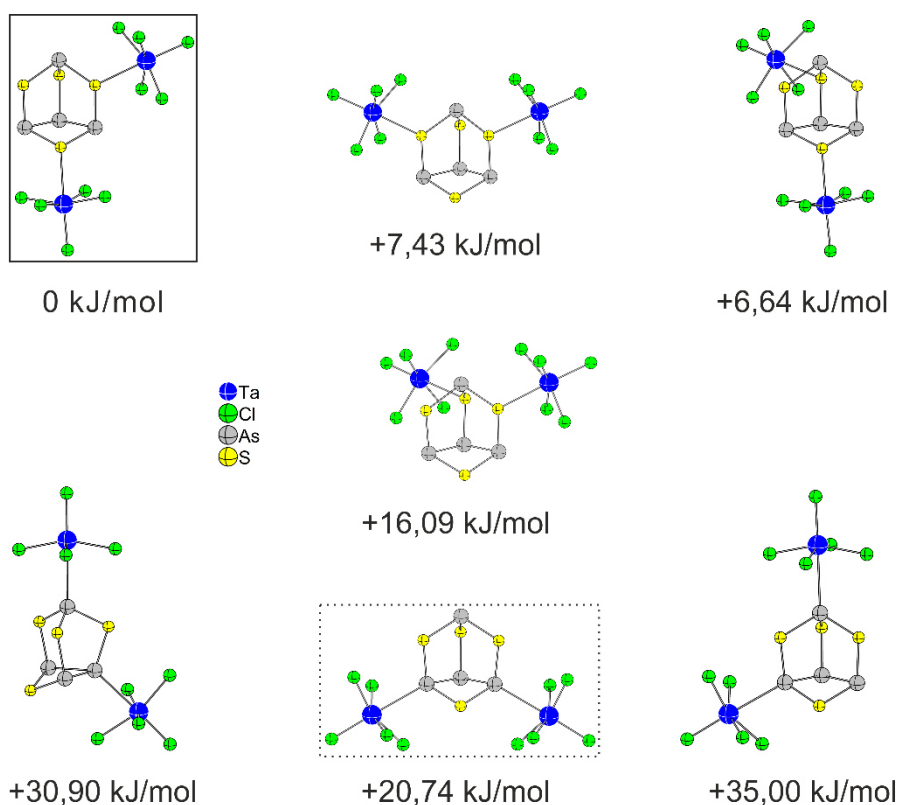 0 kJ/mol
+7,43 kJ/mol
+6,64 kJ/mol
Ta
Cl
As
S
+16,09 kJ/mol
+30,90 kJ/mol
+20,74 kJ/mol
+35,00 kJ/mol